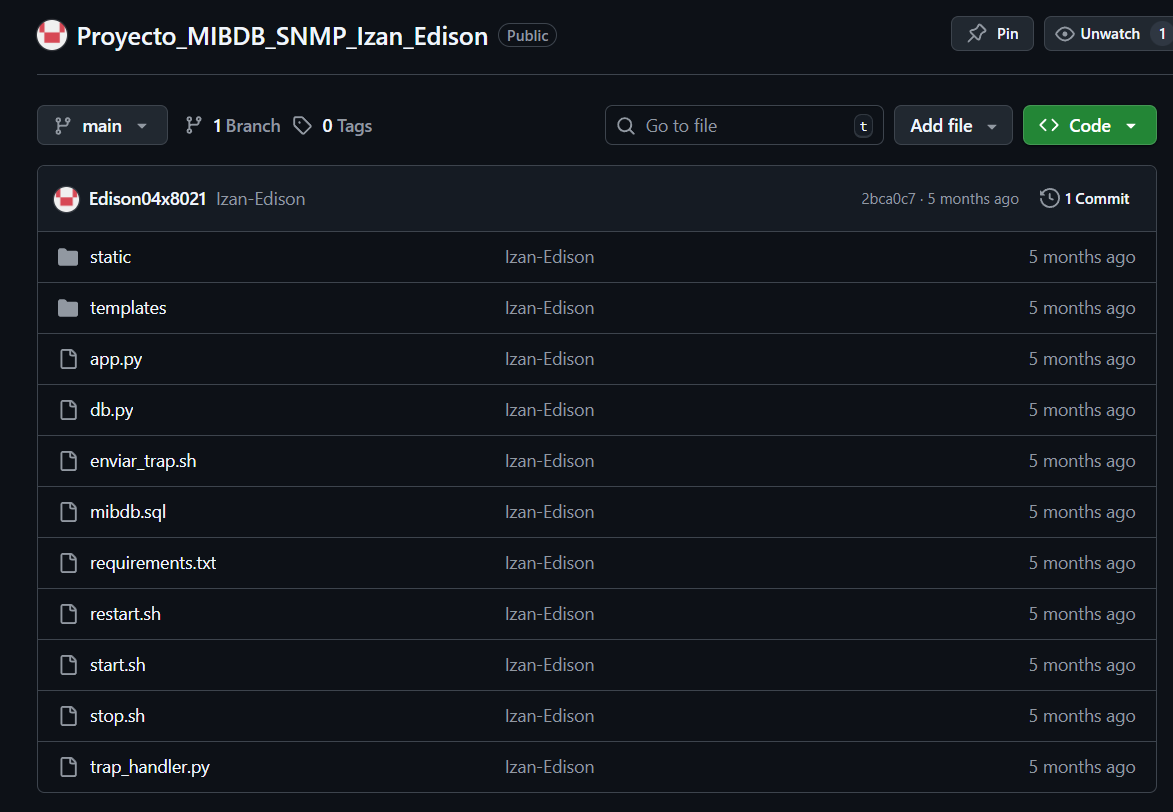 Proyecto_MIBDB_SNMP_Izan_Edison Public Pin Unwatch 1
main 1 Branch 0 Tags Go to file t Add file Code
Edison04x8021 Izan-Edison 2bca0c7 · 5 months ago 1 Commit
static Izan-Edison 5 months ago
templates Izan-Edison 5 months ago
app.py Izan-Edison 5 months ago
db.py Izan-Edison 5 months ago
enviar_trap.sh Izan-Edison 5 months ago
mibdb.sql Izan-Edison 5 months ago
requirements.txt Izan-Edison 5 months ago
restart.sh Izan-Edison 5 months ago
start.sh Izan-Edison 5 months ago
stop.sh Izan-Edison 5 months ago
trap_handler.py Izan-Edison 5 months ago